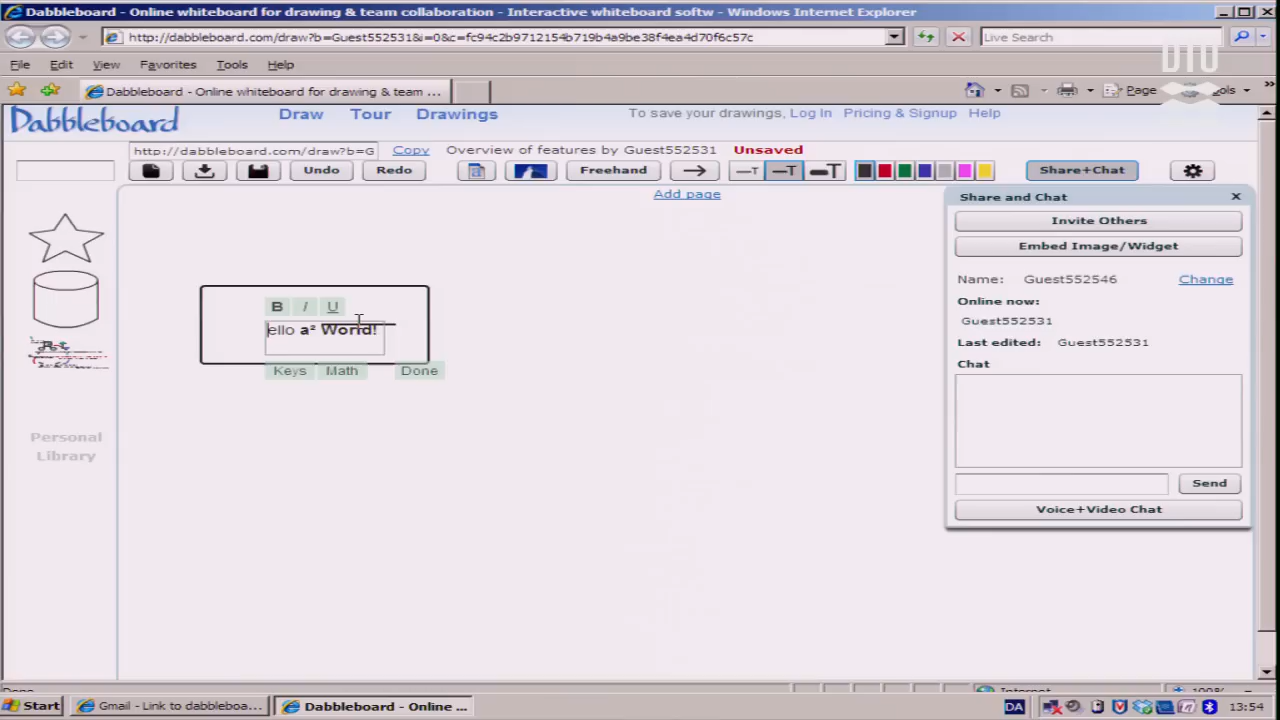 Dabbleboard - Online whiteboard for drawing & team collaboration - Interactive whiteboard softw - Windows Internet Explorer
http://dabbleboard.com/draw?b=Guest552531&i=0&c=fc94c2b9712154b719b4a9be38f4ea4d70f6c57c
Live Search
File Edit View Favorites Tools Help
DTU
Dabbleboard - Online whiteboard for drawing & team ...
Page
ols
Dabbleboard
Draw Tour Drawings
To save your drawings, Log In Pricing & Signup Help
http://dabbleboard.com/draw?b=G Copy Overview of features by Guest552531 Unsaved
Undo Redo Freehand T T T Share+Chat
Add page
Share and Chat
Invite Others
Embed Image/Widget
Name: Guest552546 Change
Online now:
Guest552531
Last edited: Guest552531
Chat
Send
Voice+Video Chat
B I U
ello a² World!
Keys Math Done
Personal
Library
Done
Internet
100%
Start
Gmail - Link to dabbleboa...
Dabbleboard - Online ...
DA
13:54